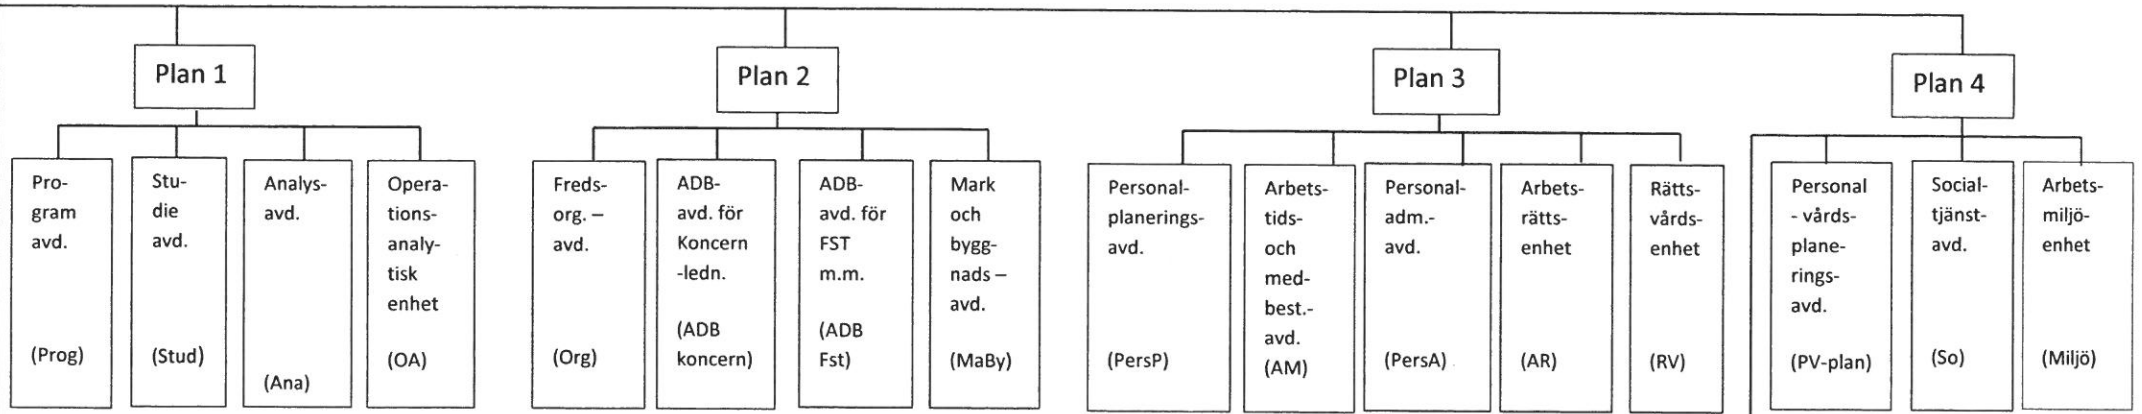 Plan 1
Plan 2
Plan 3
Plan 4
Pro-
gram
avd.
(Prog)
Stu-
die
avd.
(Stud)
Analys-
avd.
(Ana)
Opera-
tions-
analy-
tisk
enhet
(OA)
Freds-
org. –
avd.
(Org)
ADB-
avd. för
Koncern
-ledn.
(ADB
koncern)
ADB-
avd. för
FST
m.m.
(ADB
Fst)
Mark
och
bygg-
nads –
avd.
(MaBy)
Personal-
planerings-
avd.
(PersP)
Arbets-
tids-
och
med-
best.-
avd.
(AM)
Personal-
adm.-
avd.
(PersA)
Arbets-
rätts-
enhet
(AR)
Rätts-
vårds-
enhet
(RV)
Personal
- vårds-
plane-
rings-
avd.
(PV-plan)
Social-
tjänst-
avd.
(So)
Arbets-
miljö-
enhet
(Miljö)